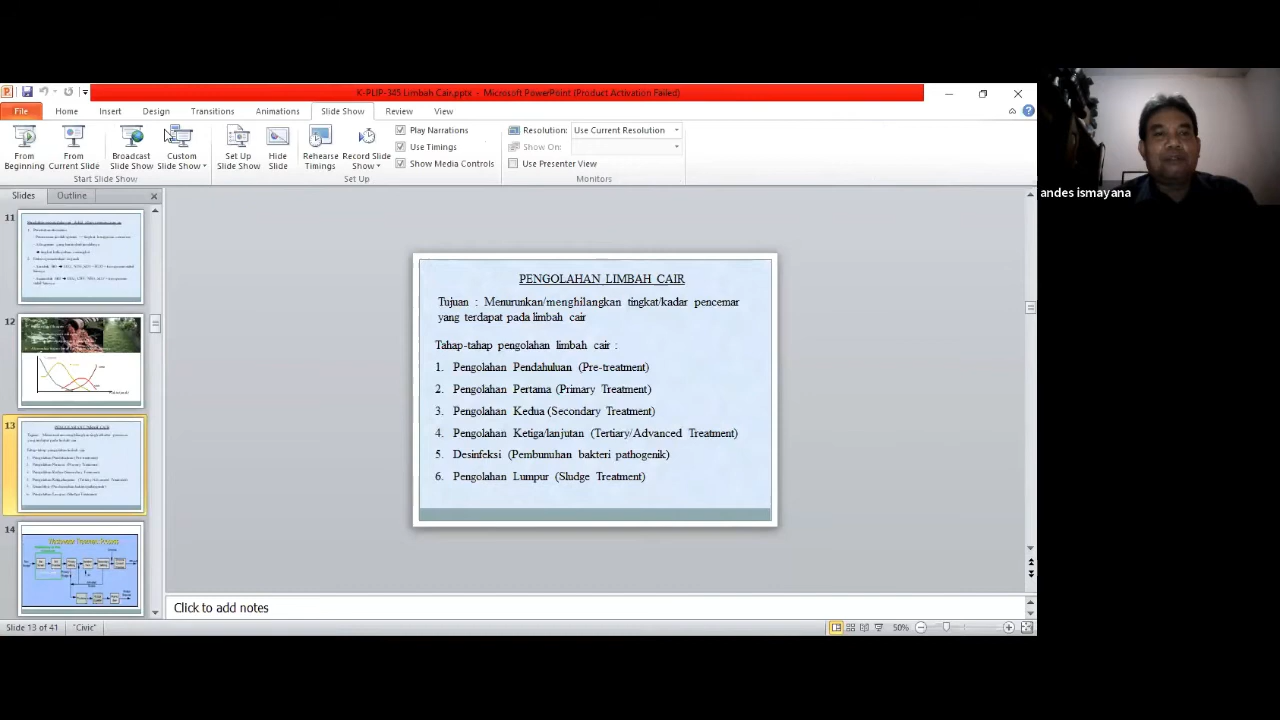 K-PLIP-345 Limbah Cair.pptx - Microsoft PowerPoint (Product Activation Failed)
File Home Insert Design Transitions Animations Slide Show Review View
From Beginning
From Current Slide
Broadcast Slide Show
Custom Slide Show
Start Slide Show
Set Up Slide Show
Hide Slide
Rehearse Timings
Record Slide Show
Play Narrations
Use Timings
Show Media Controls
Set Up
Resolution: Use Current Resolution
Show On:
Use Presenter View
Monitors
Slides Outline
11
12
13
14
PENGOLAHAN LIMBAH CAIR
Tujuan : Menurunkan/menghilangkan tingkat/kadar pencemar
yang terdapat pada limbah cair
Tahap-tahap pengolahan limbah cair :
1. Pengolahan Pendahuluan (Pre-treatment)
2. Pengolahan Pertama (Primary Treatment)
3. Pengolahan Kedua (Secondary Treatment)
4. Pengolahan Ketiga/lanjutan (Tertiary/Advanced Treatment)
5. Desinfeksi (Pembunuhan bakteri pathogenik)
6. Pengolahan Lumpur (Sludge Treatment)
Click to add notes
Slide 13 of 41 "Civic" 50%
andes ismayana